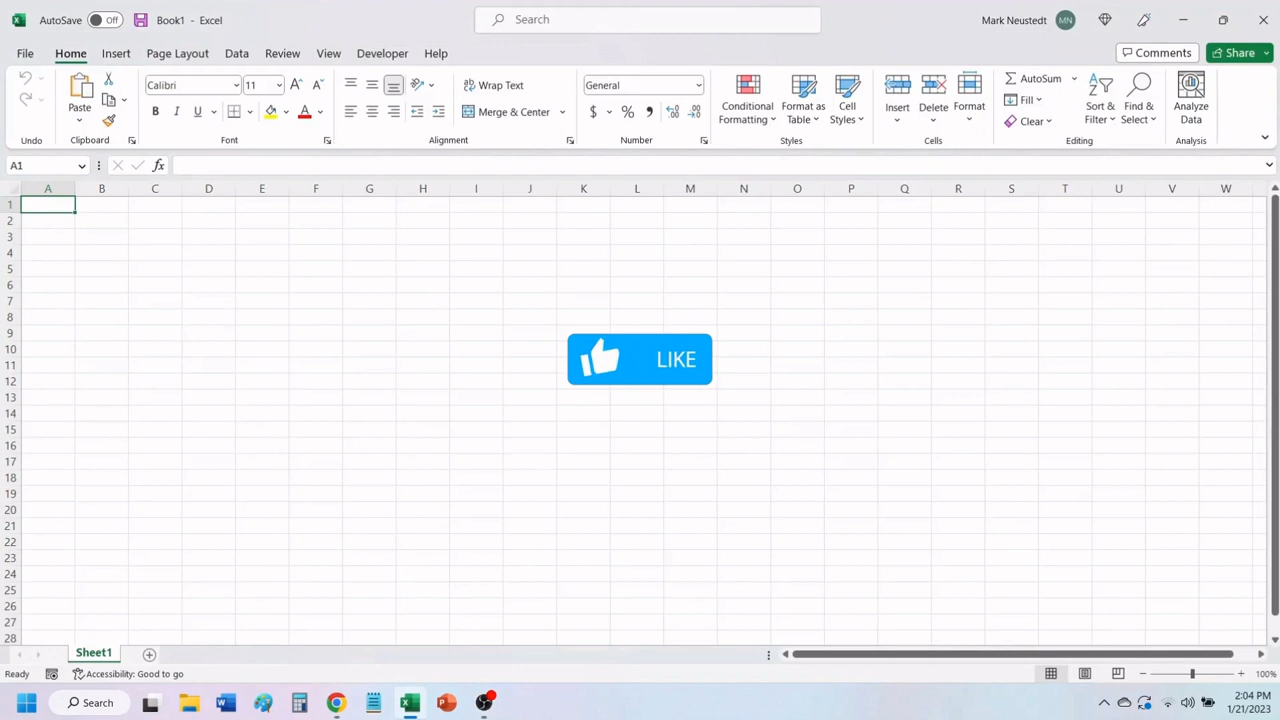 AutoSave Off Book1 - Excel Search Mark Neustedt MN
File Home Insert Page Layout Data Review View Developer Help Comments Share
Paste Calibri 11 Wrap Text General Conditional Formatting Format as Table Cell Styles Insert Delete Format AutoSum Sort & Filter Find & Select Analyze Data
B I U Merge & Center $ % Fill
Clear
Undo Clipboard Font Alignment Number Styles Cells Editing Analysis
A1 fx
A B C D E F G H I J K L M N O P Q R S T U V W
1
2
3
4
5
6
7
8
9
10
LIKE
11
12
13
14
15
16
17
18
19
20
21
22
23
24
25
26
27
28
Sheet1
Ready Accessibility: Good to go 100%
Search 2:04 PM
1/21/2023